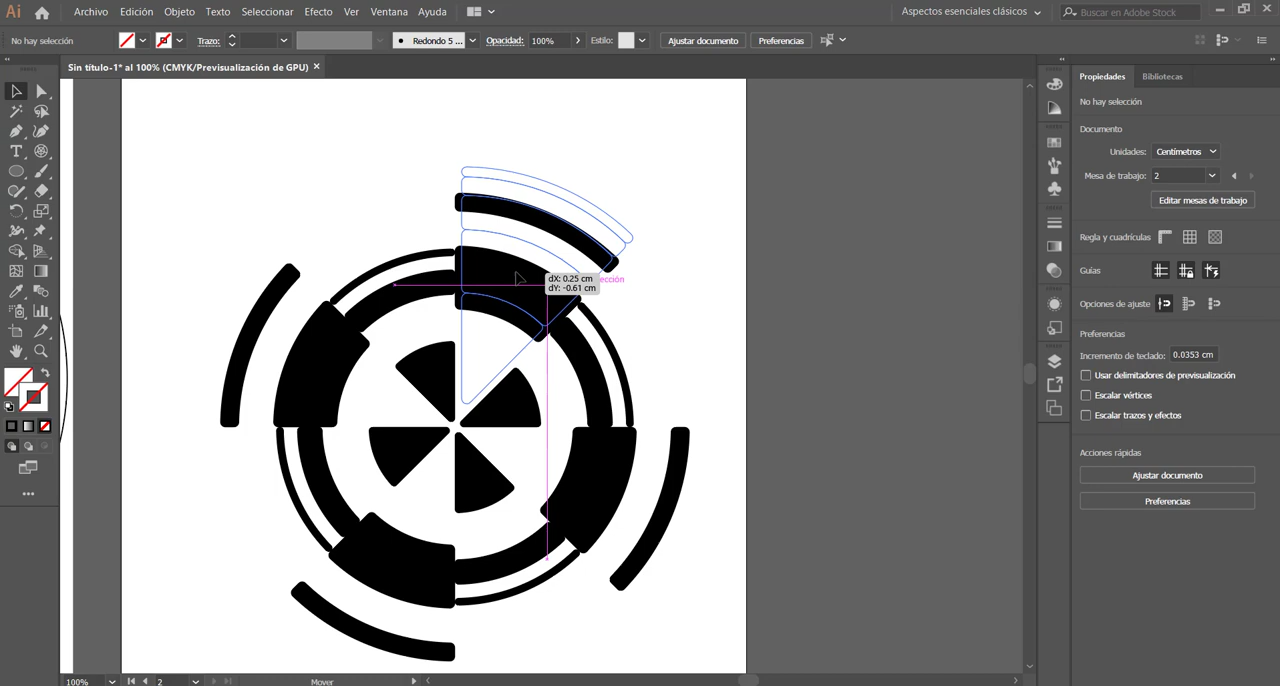 Ai Archivo Edición Objeto Texto Seleccionar Efecto Ver Ventana Ayuda Aspectos esenciales clásicos Buscar en Adobe Stock
No hay selección Trazo: Redondo 5 ... Opacidad: 100% Estilo: Ajustar documento Preferencias
Sin título-1* al 100% (CMYK/Previsualización de GPU)
Propiedades Bibliotecas
No hay selección
Documento
Unidades: Centímetros
Mesa de trabajo: 2
Editar mesas de trabajo
Regla y cuadrículas
Guías
Opciones de ajuste
Preferencias
Incremento de teclado: 0.0353 cm
Usar delimitadores de previsualización
Escalar vértices
Escalar trazos y efectos
Acciones rápidas
Ajustar documento
Preferencias
dX: 0.25 cm
dY: -0.61 cm
ección
100% 2 Mover